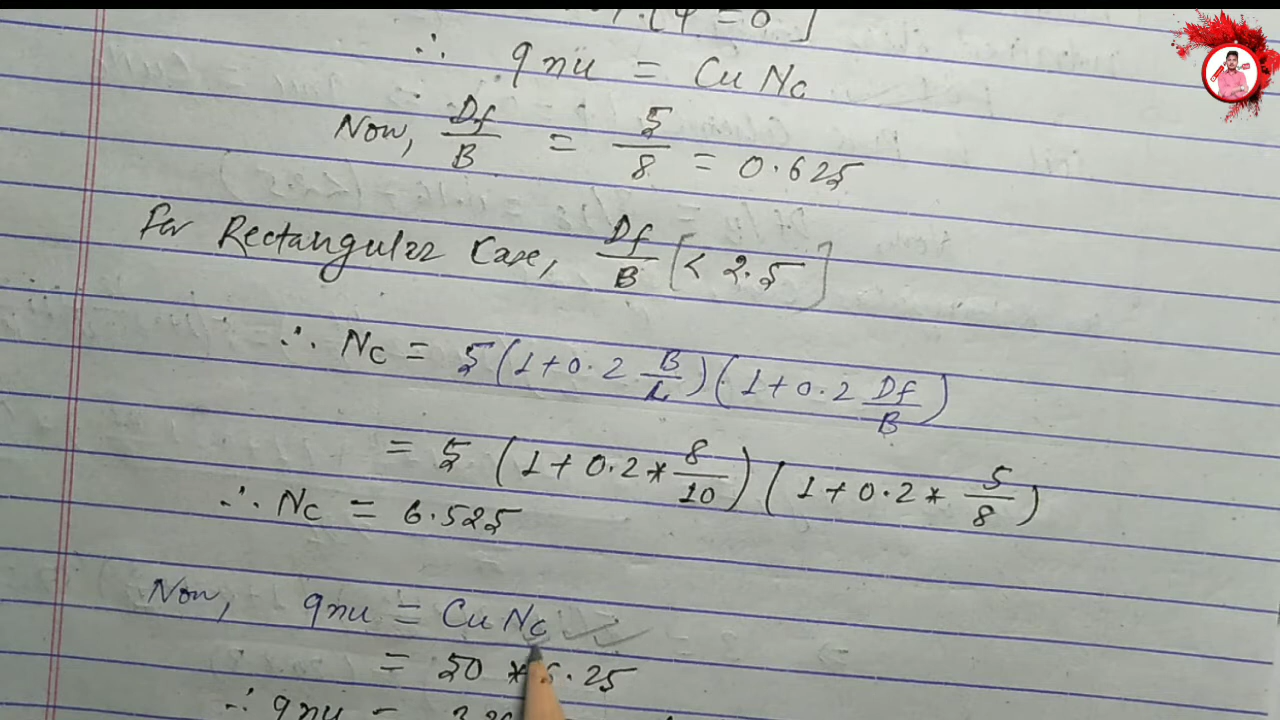 [φ = 0]
∴ qnu = Cu Nc
Now, Df/B = 5/8 = 0.625
For Rectangular Case, Df/B [< 2.5]
∴ Nc = 5(1+0.2 B/L)(1+0.2 Df/B)
= 5 (1+0.2*8/10)(1+0.2*5/8)
∴ Nc = 6.525
Now, qnu = Cu Nc
= 50 * .25
∴ qnu =